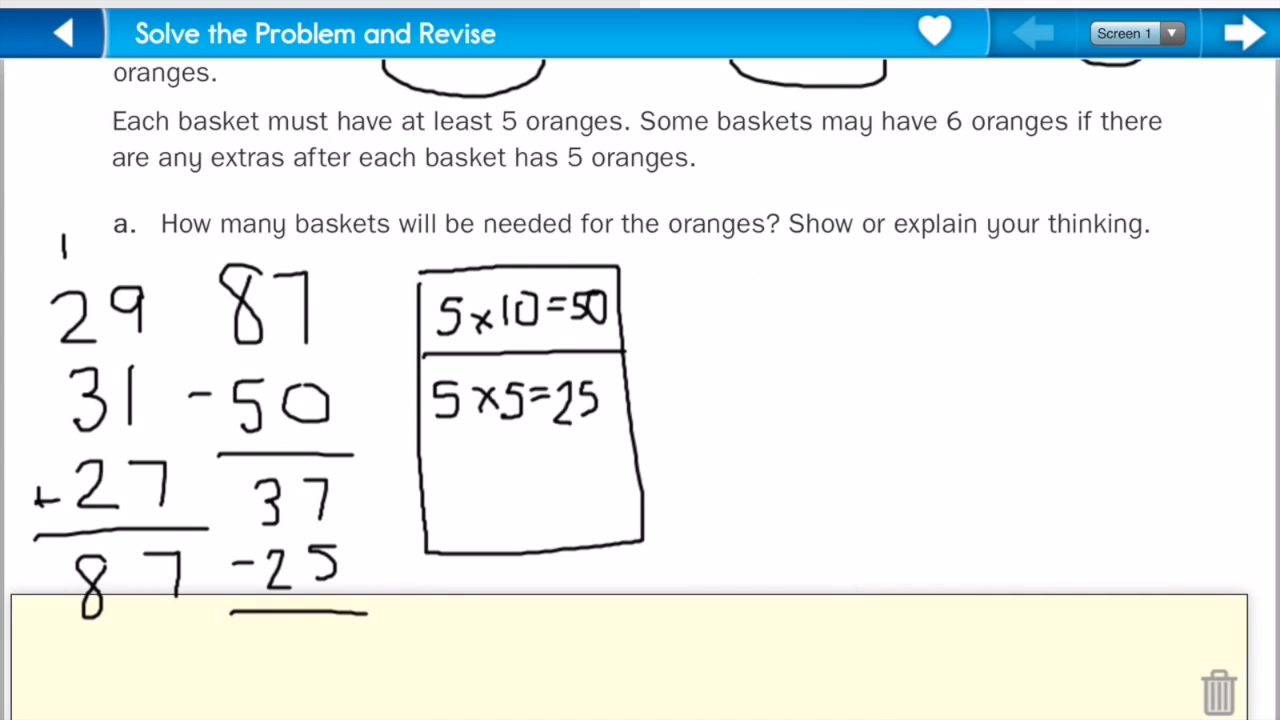 Solve the Problem and Revise
Screen 1
oranges.
Each basket must have at least 5 oranges. Some baskets may have 6 oranges if there
are any extras after each basket has 5 oranges.
a. How many baskets will be needed for the oranges? Show or explain your thinking.
1
29
31
+27
87
87
-50
37
-25
5x10=50
5x5=25